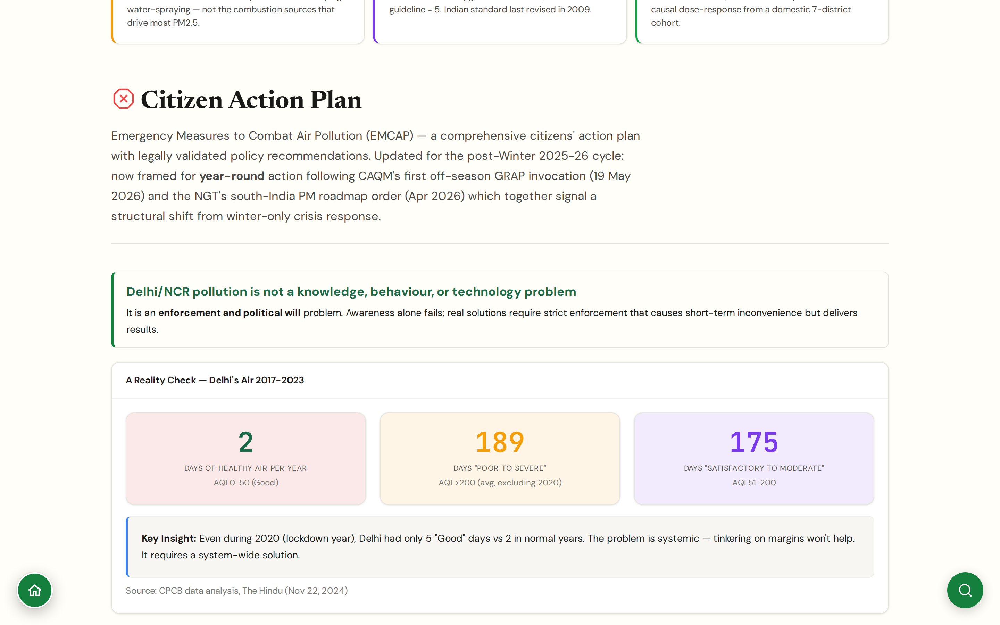 water-spraying — not the combustion sources that
drive most PM2.5.
guideline = 5. Indian standard last revised in 2009.
causal dose-response from a domestic 7-district
cohort.
Citizen Action Plan
Emergency Measures to Combat Air Pollution (EMCAP) — a comprehensive citizens' action plan
with legally validated policy recommendations. Updated for the post-Winter 2025-26 cycle:
now framed for year-round action following CAQM's first off-season GRAP invocation (19 May
2026) and the NGT's south-India PM roadmap order (Apr 2026) which together signal a
structural shift from winter-only crisis response.
Delhi/NCR pollution is not a knowledge, behaviour, or technology problem
It is an enforcement and political will problem. Awareness alone fails; real solutions require strict enforcement that causes short-term inconvenience but delivers
results.
A Reality Check — Delhi's Air 2017-2023
2
DAYS OF HEALTHY AIR PER YEAR
AQI 0-50 (Good)
189
DAYS "POOR TO SEVERE"
AQI >200 (avg, excluding 2020)
175
DAYS "SATISFACTORY TO MODERATE"
AQI 51-200
Key Insight: Even during 2020 (lockdown year), Delhi had only 5 "Good" days vs 2 in normal years. The problem is systemic — tinkering on margins won't help.
It requires a system-wide solution.
Source: CPCB data analysis, The Hindu (Nov 22, 2024)